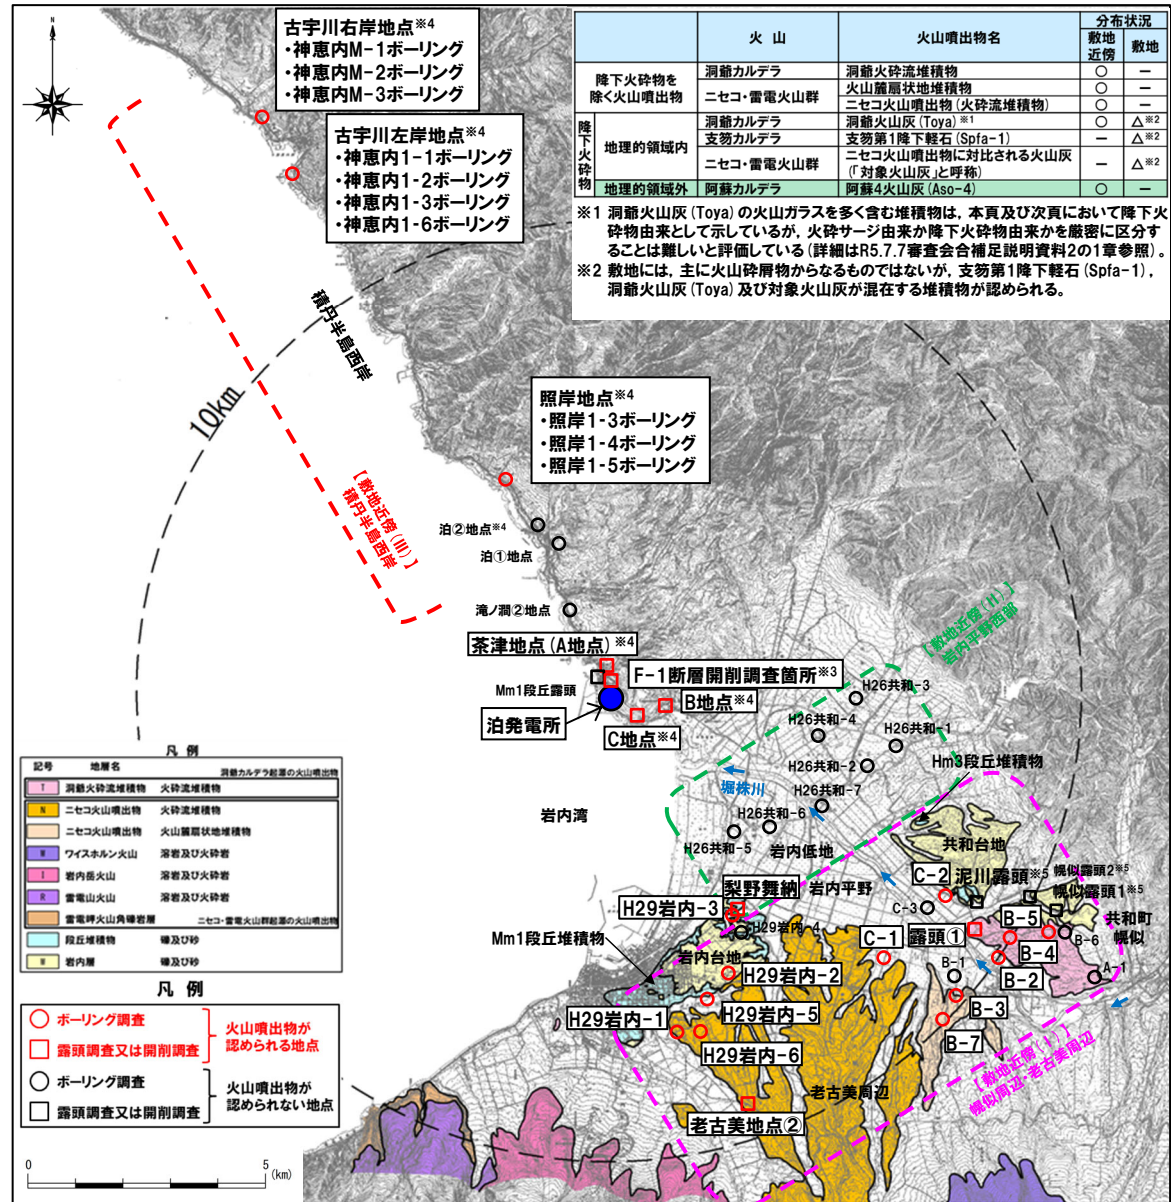 古宇川右岸地点※4
・神恵内M-1ボーリング
・神恵内M-2ボーリング
・神恵内M-3ボーリング
古宇川左岸地点※4
・神恵内1-1ボーリング
・神恵内1-2ボーリング
・神恵内1-3ボーリング
・神恵内1-6ボーリング
火 山 火山噴出物名 分布状況
敷地近傍 敷地
降下火砕物を除く火山噴出物 洞爺カルデラ 洞爺火砕流堆積物 ○ －
ニセコ・雷電火山群 火山麓扇状地堆積物 ○ －
ニセコ火山噴出物(火砕流堆積物) ○ －
降下火砕物 地理的領域内 洞爺カルデラ 洞爺火山灰(Toya)※1 ○ △※2
支笏カルデラ 支笏第1降下軽石(Spfa-1) － △※2
ニセコ・雷電火山群 ニセコ火山噴出物に対比される火山灰(「対象火山灰」と呼称) － △※2
地理的領域外 阿蘇カルデラ 阿蘇4火山灰(Aso-4) ○ －
※1 洞爺火山灰(Toya)の火山ガラスを多く含む堆積物は，本頁及び次頁において降下火
砕物由来として示しているが，火砕サージ由来か降下火砕物由来かを厳密に区分す
ることは難しいと評価している(詳細はR5.7.7審査会合補足説明資料2の1章参照)。
※2 敷地には，主に火山砕屑物からなるものではないが，支笏第1降下軽石(Spfa-1)，
洞爺火山灰(Toya)及び対象火山灰が混在する堆積物が認められる。
積丹半島西岸
10km
【敷地近傍(Ⅲ)】
積丹半島西岸
照岸地点※4
・照岸1-3ボーリング
・照岸1-4ボーリング
・照岸1-5ボーリング
泊②地点※4
泊①地点
滝ノ澗②地点
茶津地点(A地点)※4
F-1断層開削調査箇所※3
Mm1段丘露頭
B地点※4
泊発電所
C地点※4
【敷地近傍(Ⅱ)】
岩内平野西部
H26共和-3
H26共和-4
H26共和-1
H26共和-2
Hm3段丘堆積物
堀株川
H26共和-7
H26共和-6
H26共和-5
岩内湾
岩内低地
共和台地
岩内平野
C-2
泥川露頭※5
幌似露頭2※5
幌似露頭1※5
梨野舞納
H29岩内-3
H29岩内-4
C-3
共和町
幌似
Mm1段丘堆積物
岩内台地
C-1
露頭①
B-5
B-4
B-6
B-2
B-1
A-1
H29岩内-2
H29岩内-1
H29岩内-5
B-3
H29岩内-6
B-7
【敷地近傍(Ⅰ)】
幌似周辺・老古美周辺
老古美周辺
老古美地点②
凡 例
記号 地層名 洞爺カルデラ起源の火山噴出物
T 洞爺火砕流堆積物 火砕流堆積物
N ニセコ火山噴出物 火砕流堆積物
ニセコ火山噴出物 火山麓扇状地堆積物
W ワイスホルン火山 溶岩及び火砕岩
I 岩内岳火山 溶岩及び火砕岩
R 雷電山火山 溶岩及び火砕岩
雷電岬火山角礫岩層 ニセコ・雷電火山群起源の火山噴出物
段丘堆積物 礫及び砂
岩内層 礫及び砂
凡 例
ボーリング調査
露頭調査又は開削調査
火山噴出物が
認められる地点
ボーリング調査
露頭調査又は開削調査
火山噴出物が
認められない地点
0 5 (km)